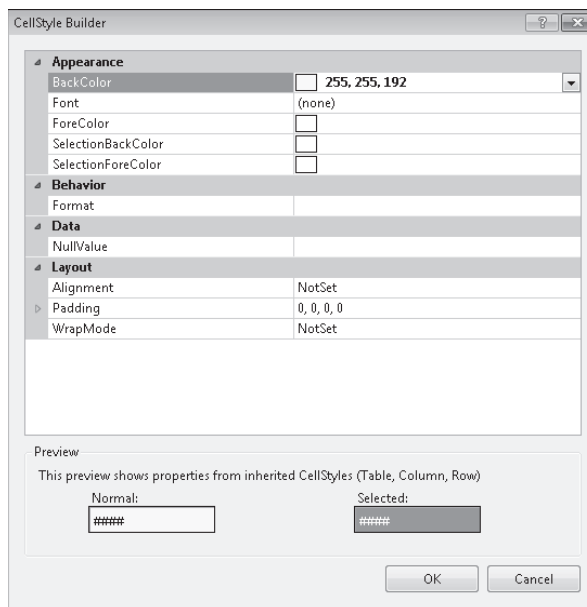 CellStyle Builder
Appearance
BackColor 255, 255, 192
Font (none)
ForeColor
SelectionBackColor
SelectionForeColor
Behavior
Format
Data
NullValue
Layout
Alignment NotSet
Padding 0, 0, 0, 0
WrapMode NotSet
Preview
This preview shows properties from inherited CellStyles (Table, Column, Row)
Normal: Selected:
#### ####
OK Cancel